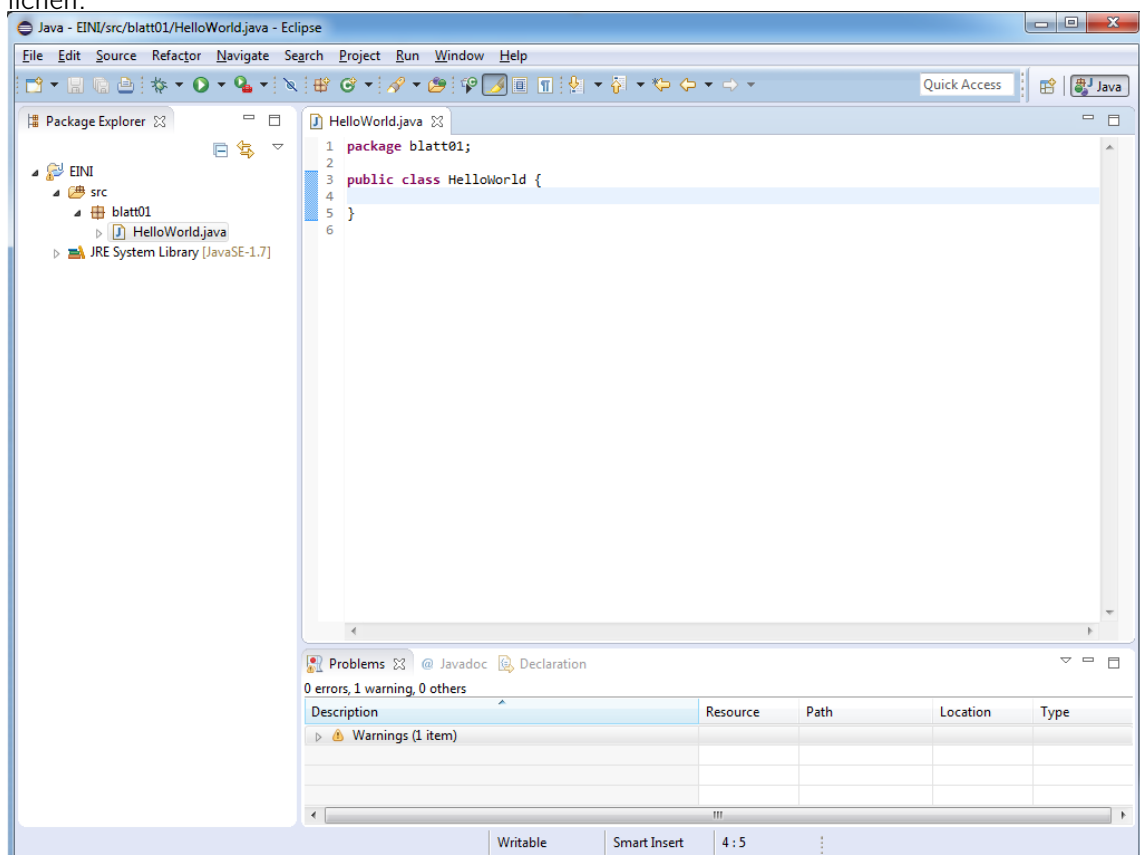 lichen.
Java - EINI/src/blatt01/HelloWorld.java - Eclipse
File Edit Source Refactor Navigate Search Project Run Window Help
Quick Access
Java
Package Explorer
EINI
src
blatt01
HelloWorld.java
JRE System Library [JavaSE-1.7]
HelloWorld.java
1 package blatt01;
2
3 public class HelloWorld {
4
5 }
6
Problems @ Javadoc Declaration
0 errors, 1 warning, 0 others
Description Resource Path Location Type
Warnings (1 item)
Writable Smart Insert 4 : 5